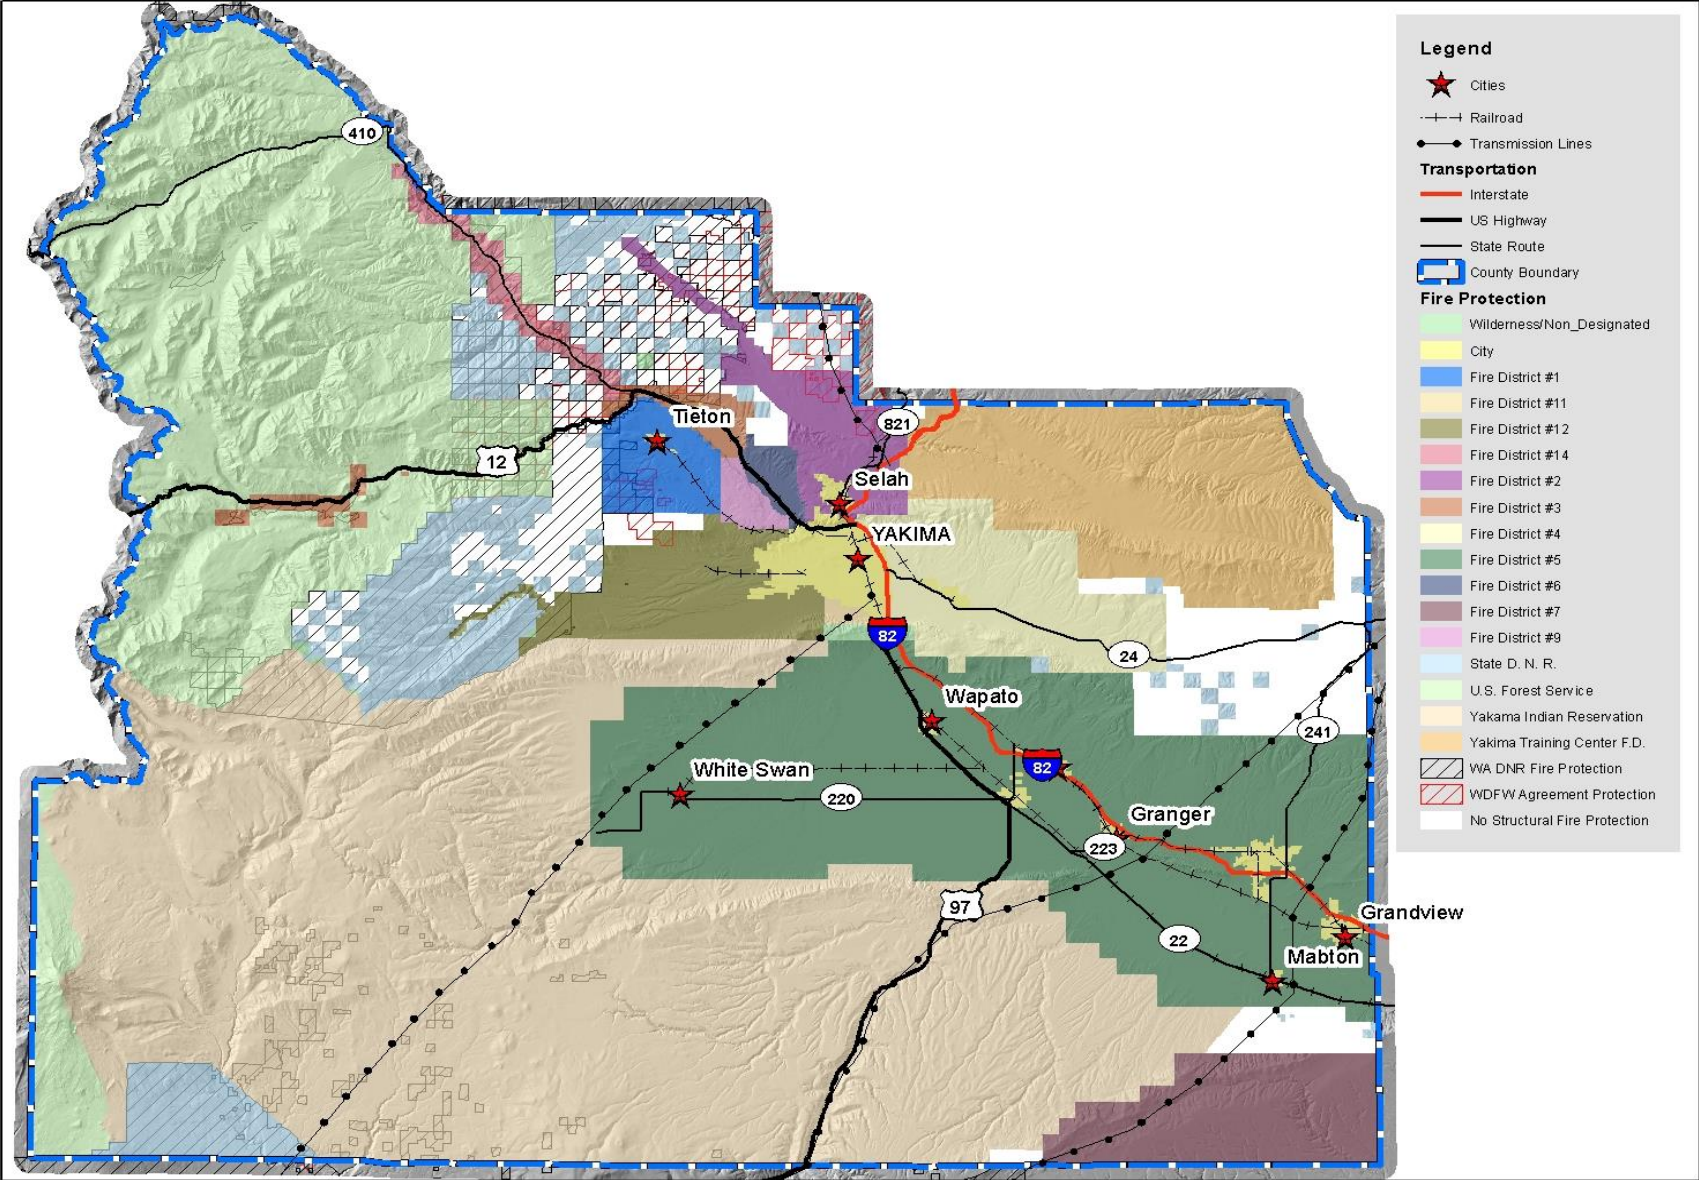 Legend
Cities
Railroad
Transmission Lines
Transportation
Interstate
US Highway
State Route
County Boundary
Fire Protection
Wilderness/Non_Designated
City
Fire District #1
Fire District #11
Fire District #12
Fire District #14
Fire District #2
Fire District #3
Fire District #4
Fire District #5
Fire District #6
Fire District #7
Fire District #9
State D. N. R.
U.S. Forest Service
Yakama Indian Reservation
Yakima Training Center F.D.
WA DNR Fire Protection
WDFW Agreement Protection
No Structural Fire Protection
410
Tieton
821
12
Selah
YAKIMA
82
24
Wapato
241
82
White Swan
220
Granger
223
97
Grandview
22
Mabton